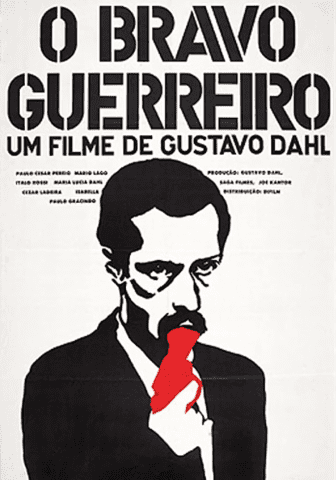 O BRAVO
GUERREIRO
UM FILME DE GUSTAVO DAHL
PAULO CESAR PEREIO MARIO LAGO
ITALO ROSSI MARIA LUCIA DAHL
CESAR LADEIRA ISABELLA
PAULO GRACINDO
PRODUÇÃO: GUSTAVO DAHL,
SAGA FILMES, JOE KANTOR
DISTRIBUIÇÃO: DIFILM